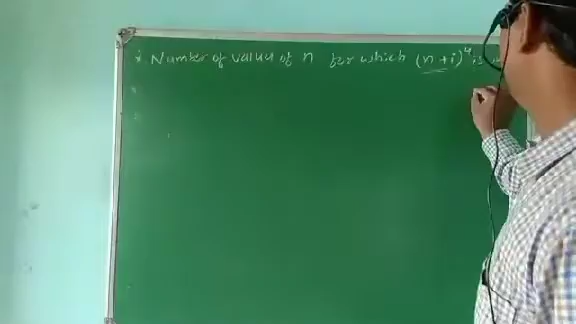 * Number of value of n for which (n+i)⁴ is